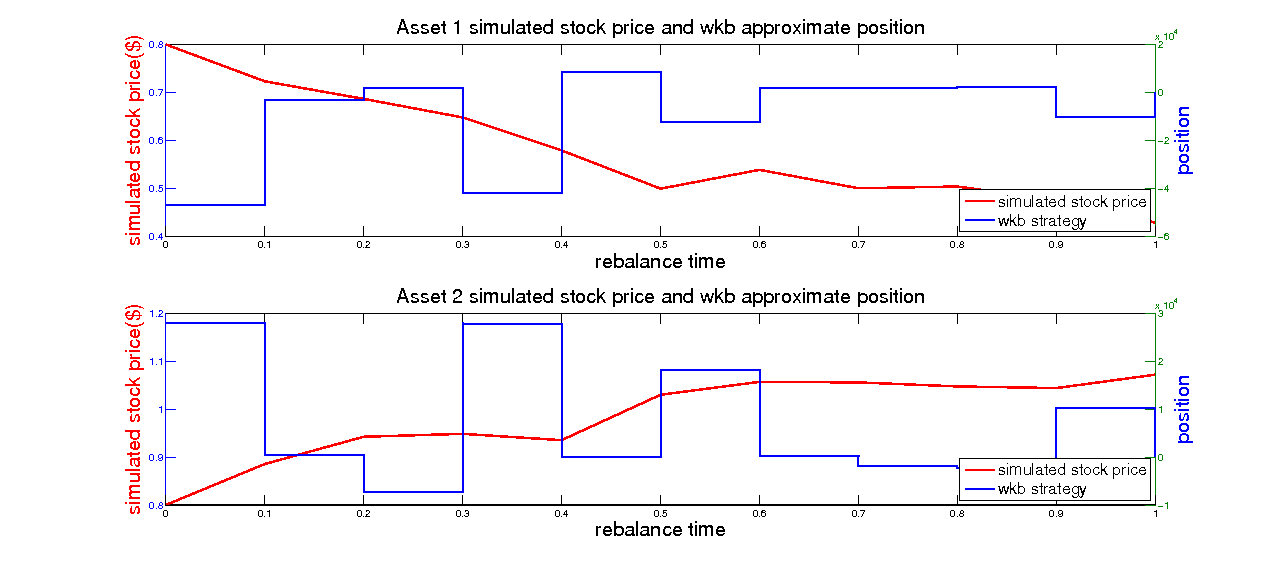 Asset 1 simulated stock price and wkb approximate position
x 10^4
simulated stock price($)
0.8
0.7
0.6
0.5
0.4
2
0
−2
−4
−6
position
simulated stock price
wkb strategy
0 0.1 0.2 0.3 0.4 0.5 0.6 0.7 0.8 0.9 1
rebalance time
Asset 2 simulated stock price and wkb approximate position
x 10^4
simulated stock price($)
1.2
1.1
1
0.9
0.8
3
2
1
0
−1
position
simulated stock price
wkb strategy
0 0.1 0.2 0.3 0.4 0.5 0.6 0.7 0.8 0.9 1
rebalance time